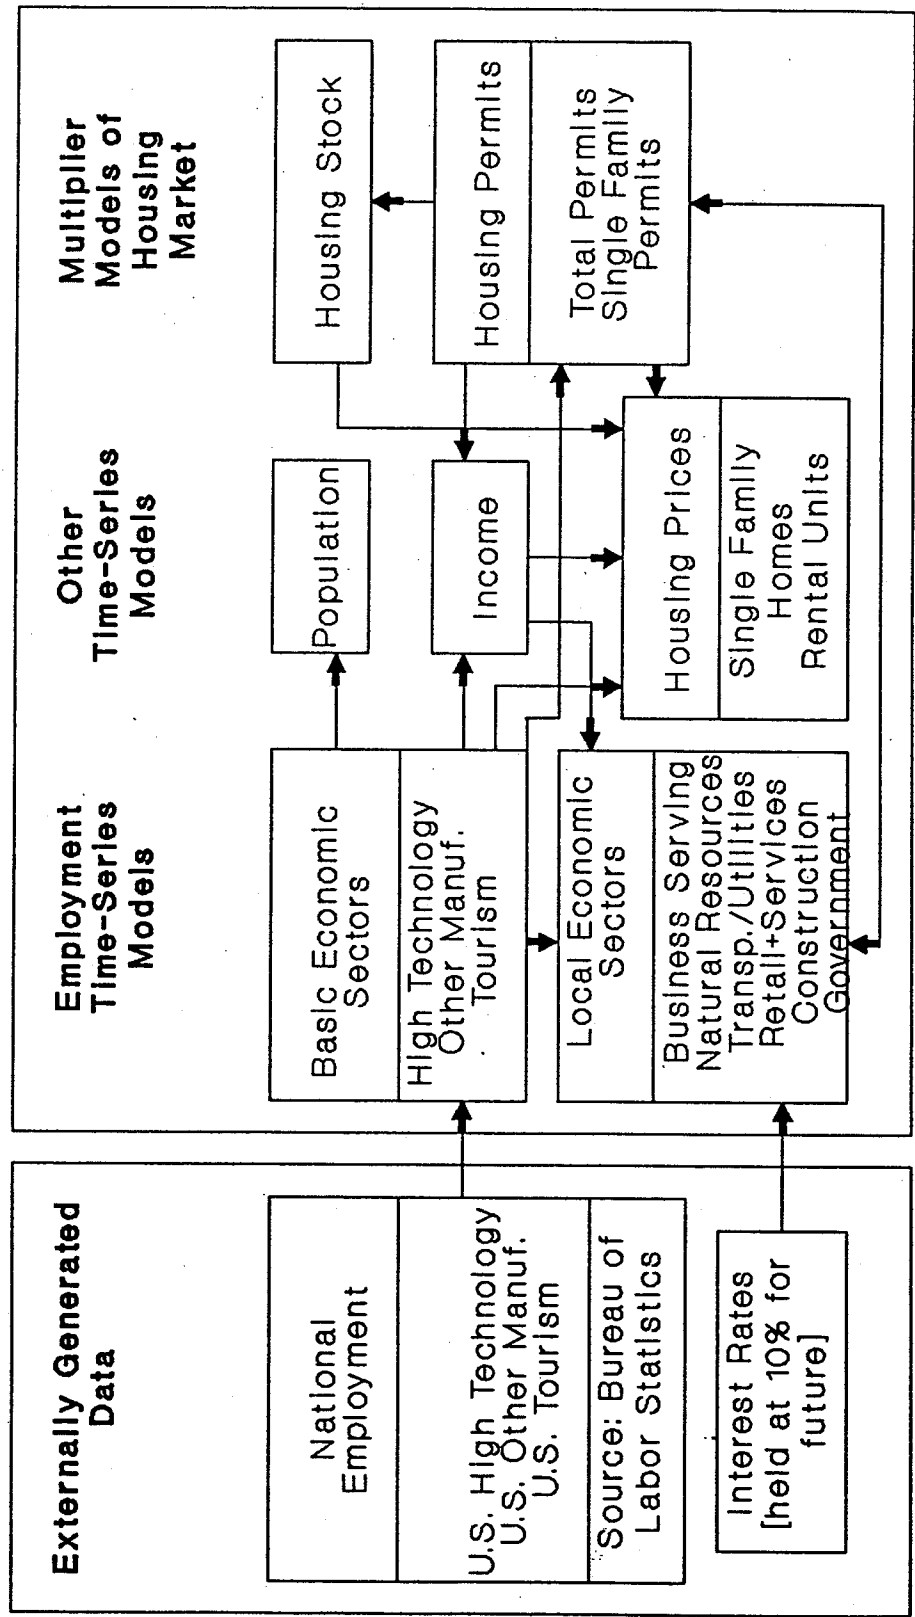 Externally Generated
Data
National
Employment
U.S. High Technology
U.S. Other Manuf.
U.S. Tourism
Source: Bureau of
Labor Statistics
Interest Rates
[held at 10% for
future]
Employment
Time-Series
Models
Basic Economic
Sectors
High Technology
Other Manuf.
Tourism
Local Economic
Sectors
Business Serving
Natural Resources
Transp./Utilities
Retail+Services
Construction
Government
Other
Time-Series
Models
Population
Income
Housing Prices
Single Family
Homes
Rental Units
Multiplier
Models of
Housing
Market
Housing Stock
Housing Permits
Total Permits
Single Family
Permits